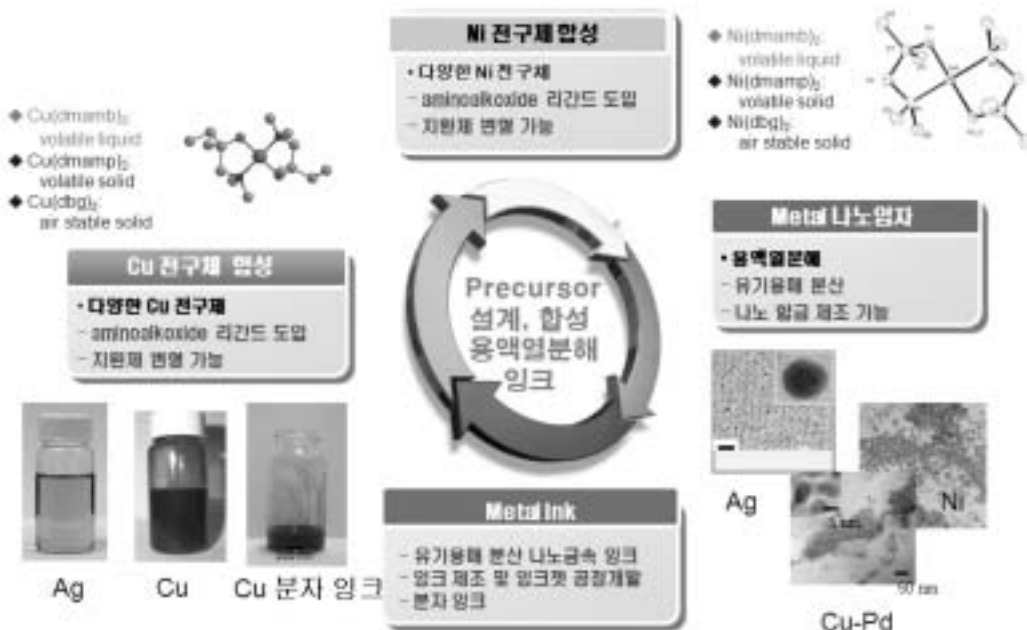 Ni 전구체 합성
• 다양한 Ni 전구체
- aminoalkoxide 리간드 도입
- 지원제 변형 가능
◆ Ni(dmamb)₂:
volatile liquid
◆ Ni(dmamp)₂:
volatile solid
◆ Ni(dbg)₂:
air stable solid
◆ Cu(dmamb)₂:
volatile liquid
◆ Cu(dmamp)₂:
volatile solid
◆ Cu(dbg)₂:
air stable solid
Cu 전구체 합성
• 다양한 Cu 전구체
- aminoalkoxide 리간드 도입
- 지원제 변형 가능
Precursor
설계, 합성
용액열분해
잉크
Metal 나노입자
• 용액열분해
- 유기용매 분산
- 나노 합금 제조 가능
Ag
Cu
Cu 분자 잉크
Metal Ink
- 유기용매 분산 나노금속 잉크
- 잉크 제조 및 잉크젯 공정개발
- 분자 잉크
Ag
Ni
50 nm
Cu-Pd